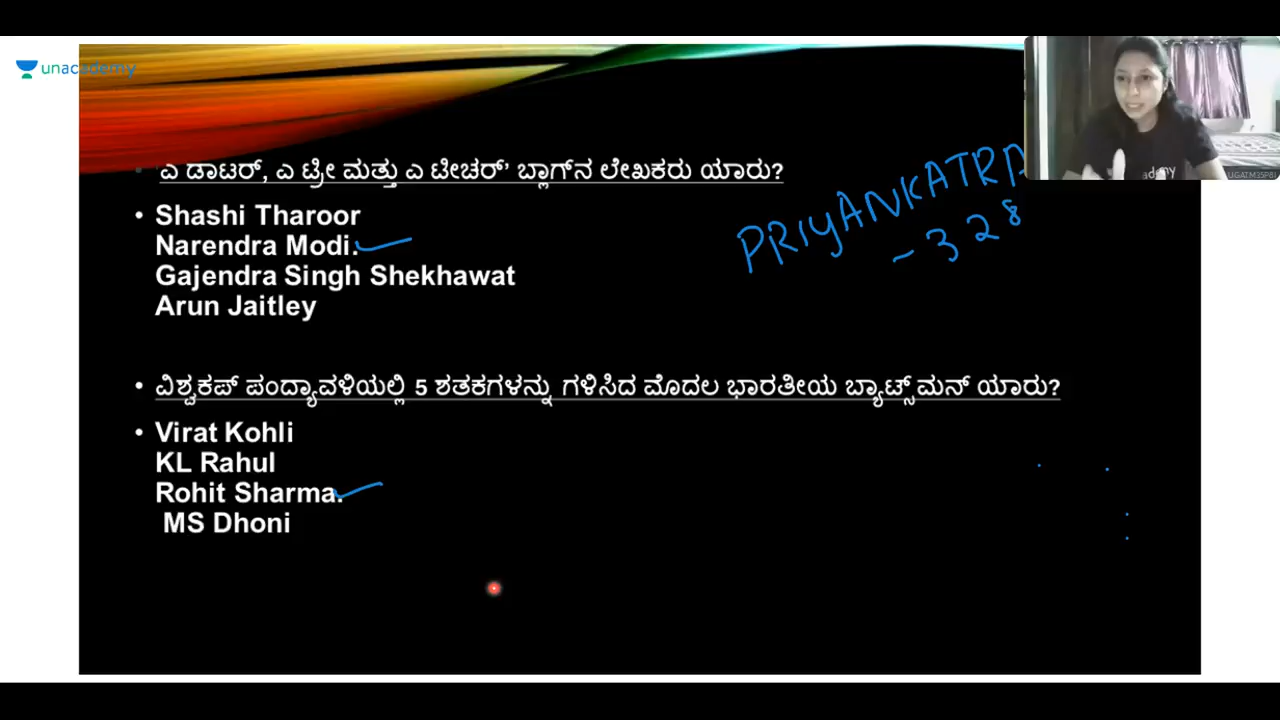 unacademy
ಎ ಡಾಟರ್, ಎ ಟ್ರೀ ಮತ್ತು ಎ ಟೀಚರ್’ ಬ್ಲಾಗ್‌ನ ಲೇಖಕರು ಯಾರು?
• Shashi Tharoor
Narendra Modi.
Gajendra Singh Shekhawat
Arun Jaitley
PRIYANKATRA
- 328
• ವಿಶ್ವಕಪ್ ಪಂದ್ಯಾವಳಿಯಲ್ಲಿ 5 ಶತಕಗಳನ್ನು ಗಳಿಸಿದ ಮೊದಲ ಭಾರತೀಯ ಬ್ಯಾಟ್ಸ್‌ಮನ್ ಯಾರು?
• Virat Kohli
KL Rahul
Rohit Sharma.
MS Dhoni